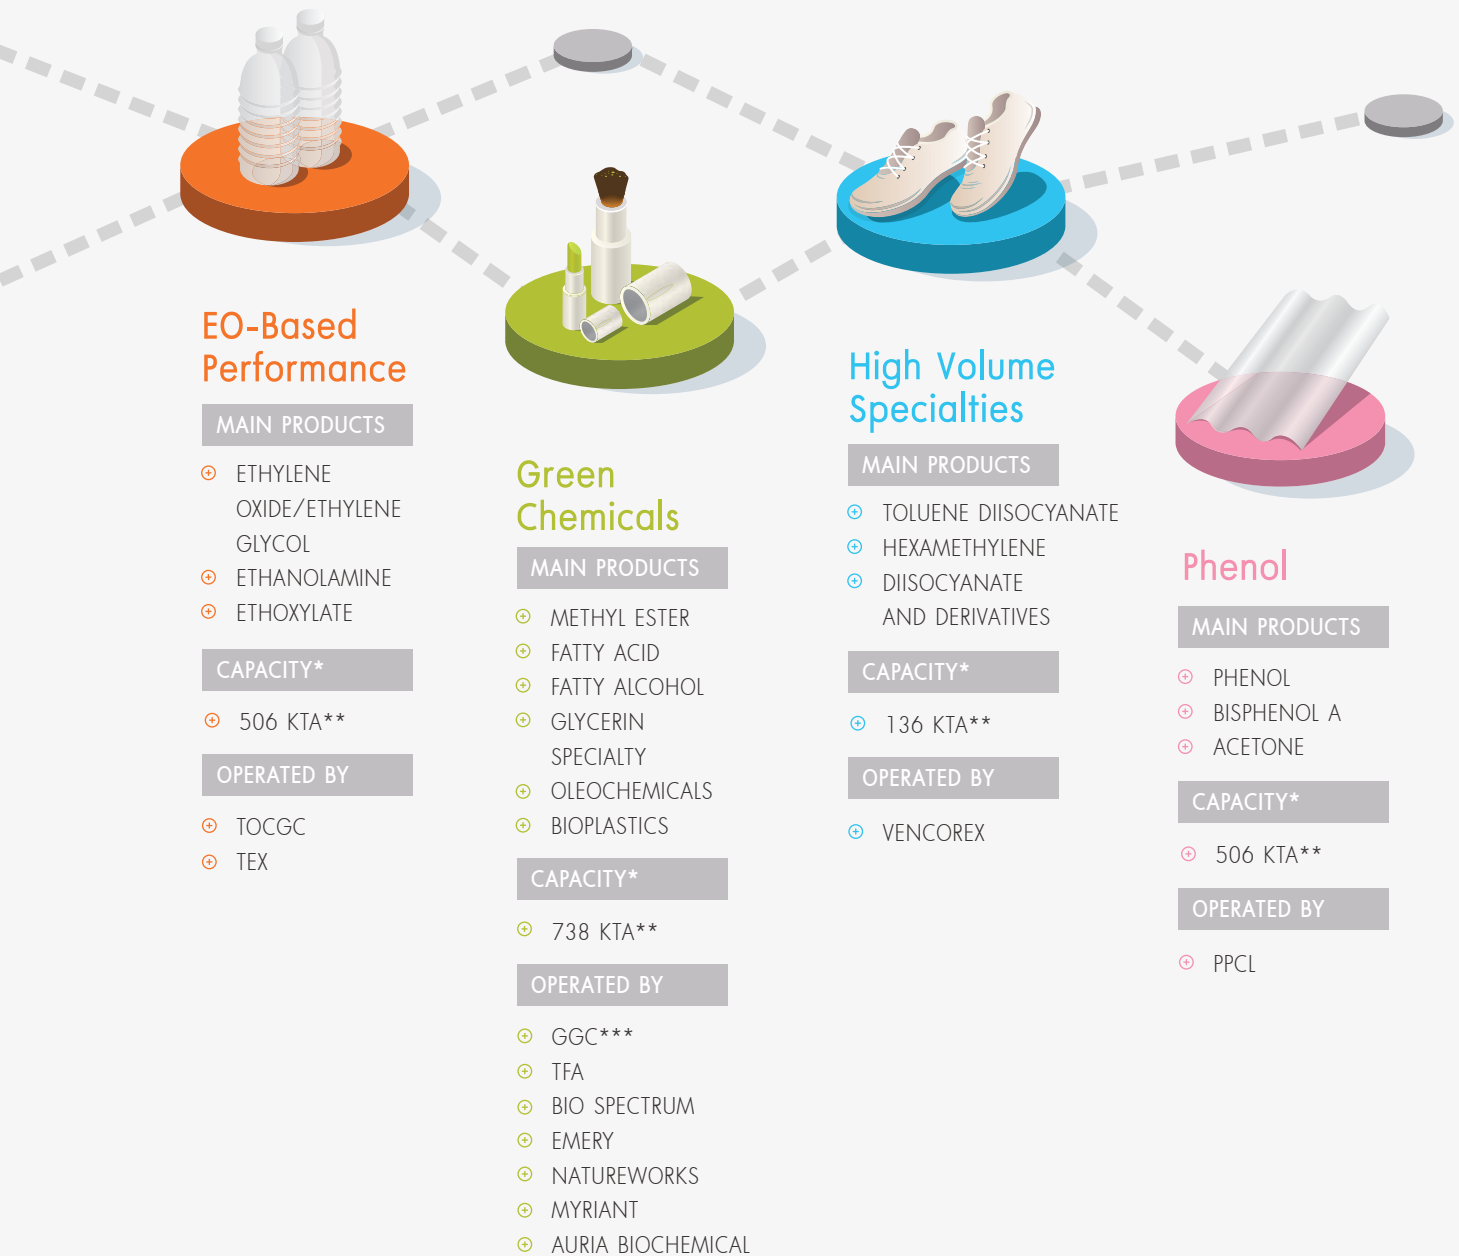 EO-Based
Performance
MAIN PRODUCTS
ETHYLENE
OXIDE/ETHYLENE
GLYCOL
ETHANOLAMINE
ETHOXYLATE
CAPACITY*
506 KTA**
OPERATED BY
TOCGC
TEX
Green
Chemicals
MAIN PRODUCTS
METHYL ESTER
FATTY ACID
FATTY ALCOHOL
GLYCERIN
SPECIALTY
OLEOCHEMICALS
BIOPLASTICS
CAPACITY*
738 KTA**
OPERATED BY
GGC***
TFA
BIO SPECTRUM
EMERY
NATUREWORKS
MYRIANT
AURIA BIOCHEMICAL
High Volume
Specialties
MAIN PRODUCTS
TOLUENE DIISOCYANATE
HEXAMETHYLENE
DIISOCYANATE
AND DERIVATIVES
CAPACITY*
136 KTA**
OPERATED BY
VENCOREX
Phenol
MAIN PRODUCTS
PHENOL
BISPHENOL A
ACETONE
CAPACITY*
506 KTA**
OPERATED BY
PPCL